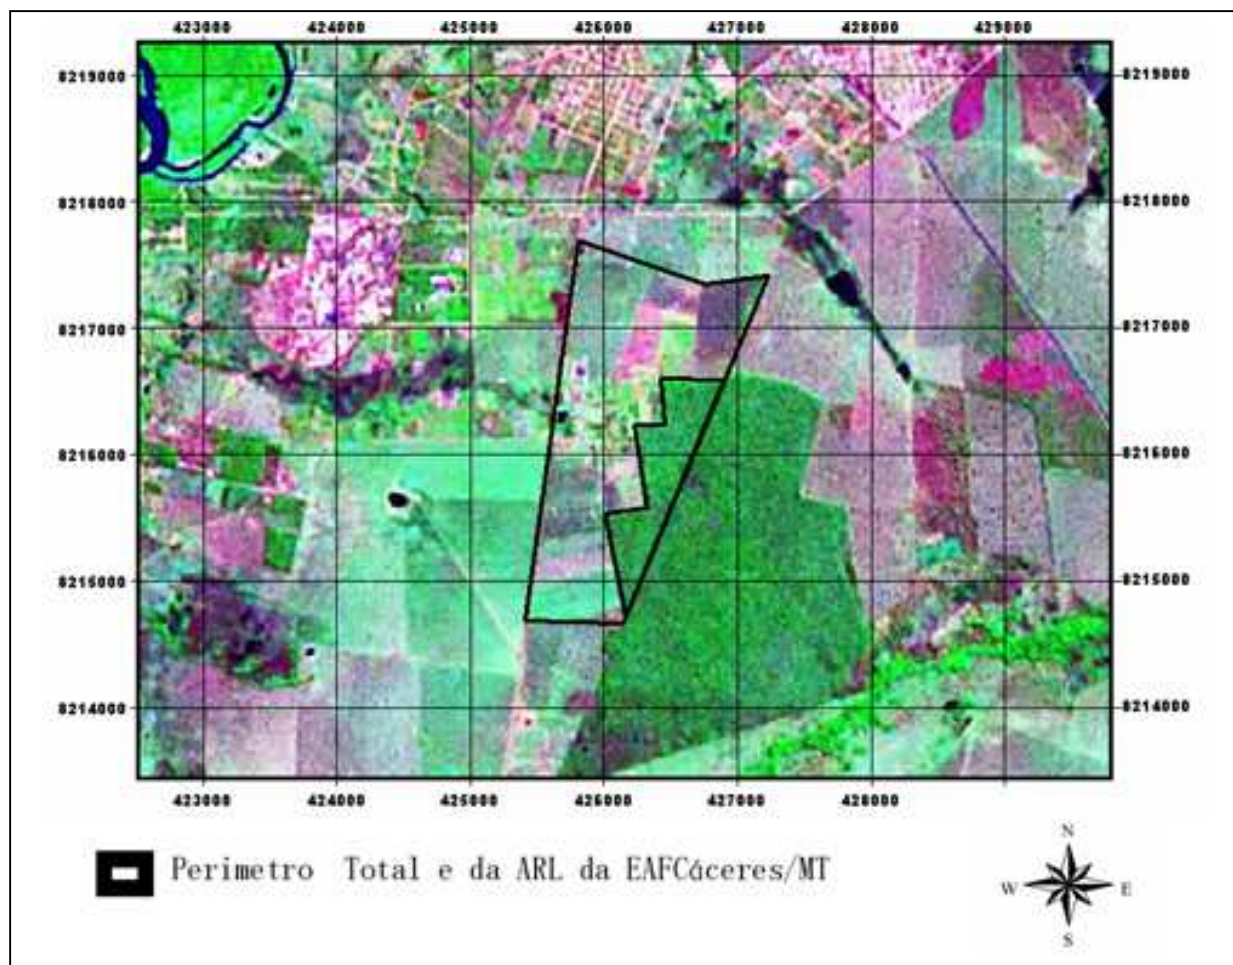 423000 424000 425000 426000 427000 428000 429000
8219000 8219000
8218000 8218000
8217000 8217000
8216000 8216000
8215000 8215000
8214000 8214000
423000 424000 425000 426000 427000 428000
Perímetro Total e da ARL da EAFCáceres/MT
N
W E
S